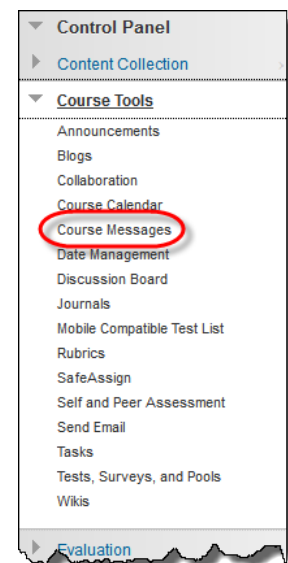 Control Panel
Content Collection
Course Tools
Announcements
Blogs
Collaboration
Course Calendar
Course Messages
Date Management
Discussion Board
Journals
Mobile Compatible Test List
Rubrics
SafeAssign
Self and Peer Assessment
Send Email
Tasks
Tests, Surveys, and Pools
Wikis
Evaluation